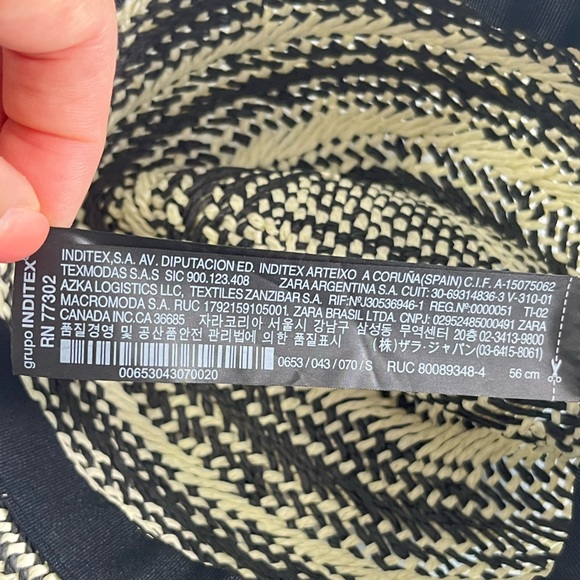 grupo INDITEX
RN 77302
INDITEX,S.A. AV. DIPUTACION ED. INDITEX ARTEIXO A CORUÑA(SPAIN) C.I.F. A-15075062
TEXMODAS S.A.S SIC 900.123.408 ZARA ARGENTINA S.A. CUIT: 30-69314836-3 V-310-01
AZKA LOGISTICS LLC, TEXTILES ZANZIBAR S.A. RIF:NºJ30536946-1 REG.Nº0000051 TI-02
MACROMODA S.A. RUC 1792159105001. ZARA BRASIL LTDA. CNPJ: 02952485000491 ZARA
CANADA INC.CA 36685 자라코리아 서울시 강남구 삼성동 무역센터 20 02-3413-9800
품질경영 및 공산품안전 관리법에 의한 품질표시 (株) ザラ・ジャパン(03-6415-8061)
00653043070020
0653 / 043 / 070 / S RUC 80089348-4 56 cm